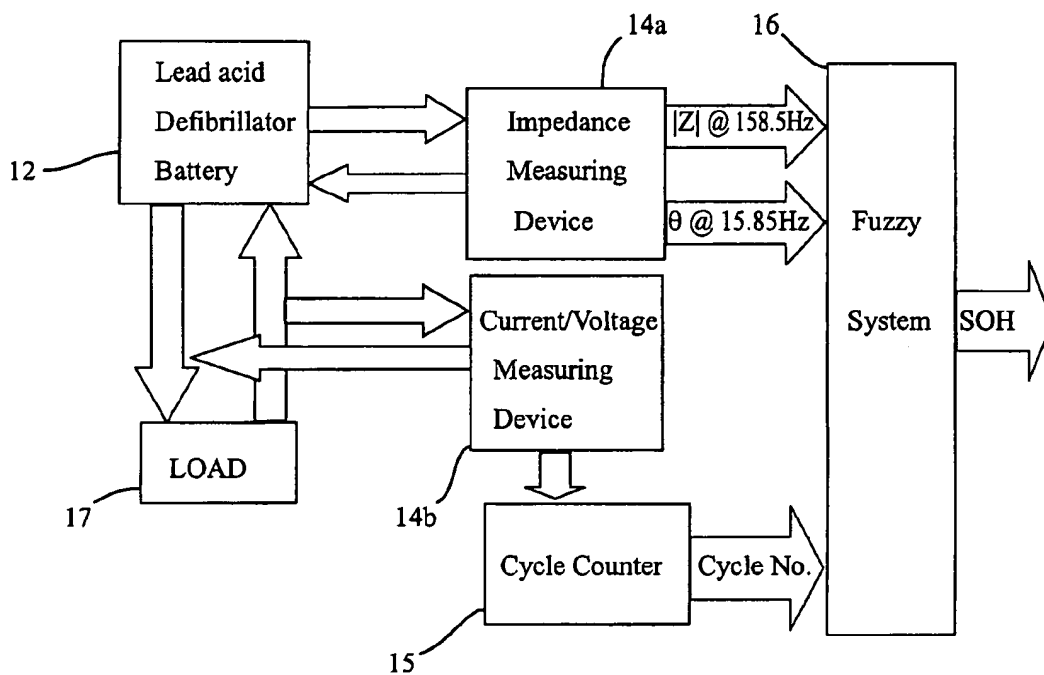 14a
16
Lead acid
Defibrillator
Battery
12
Impedance
Measuring
Device
|Z| @ 158.5Hz
θ @ 15.85Hz
Fuzzy
System
SOH
Current/Voltage
Measuring
Device
LOAD
17
14b
Cycle Counter
Cycle No.
15